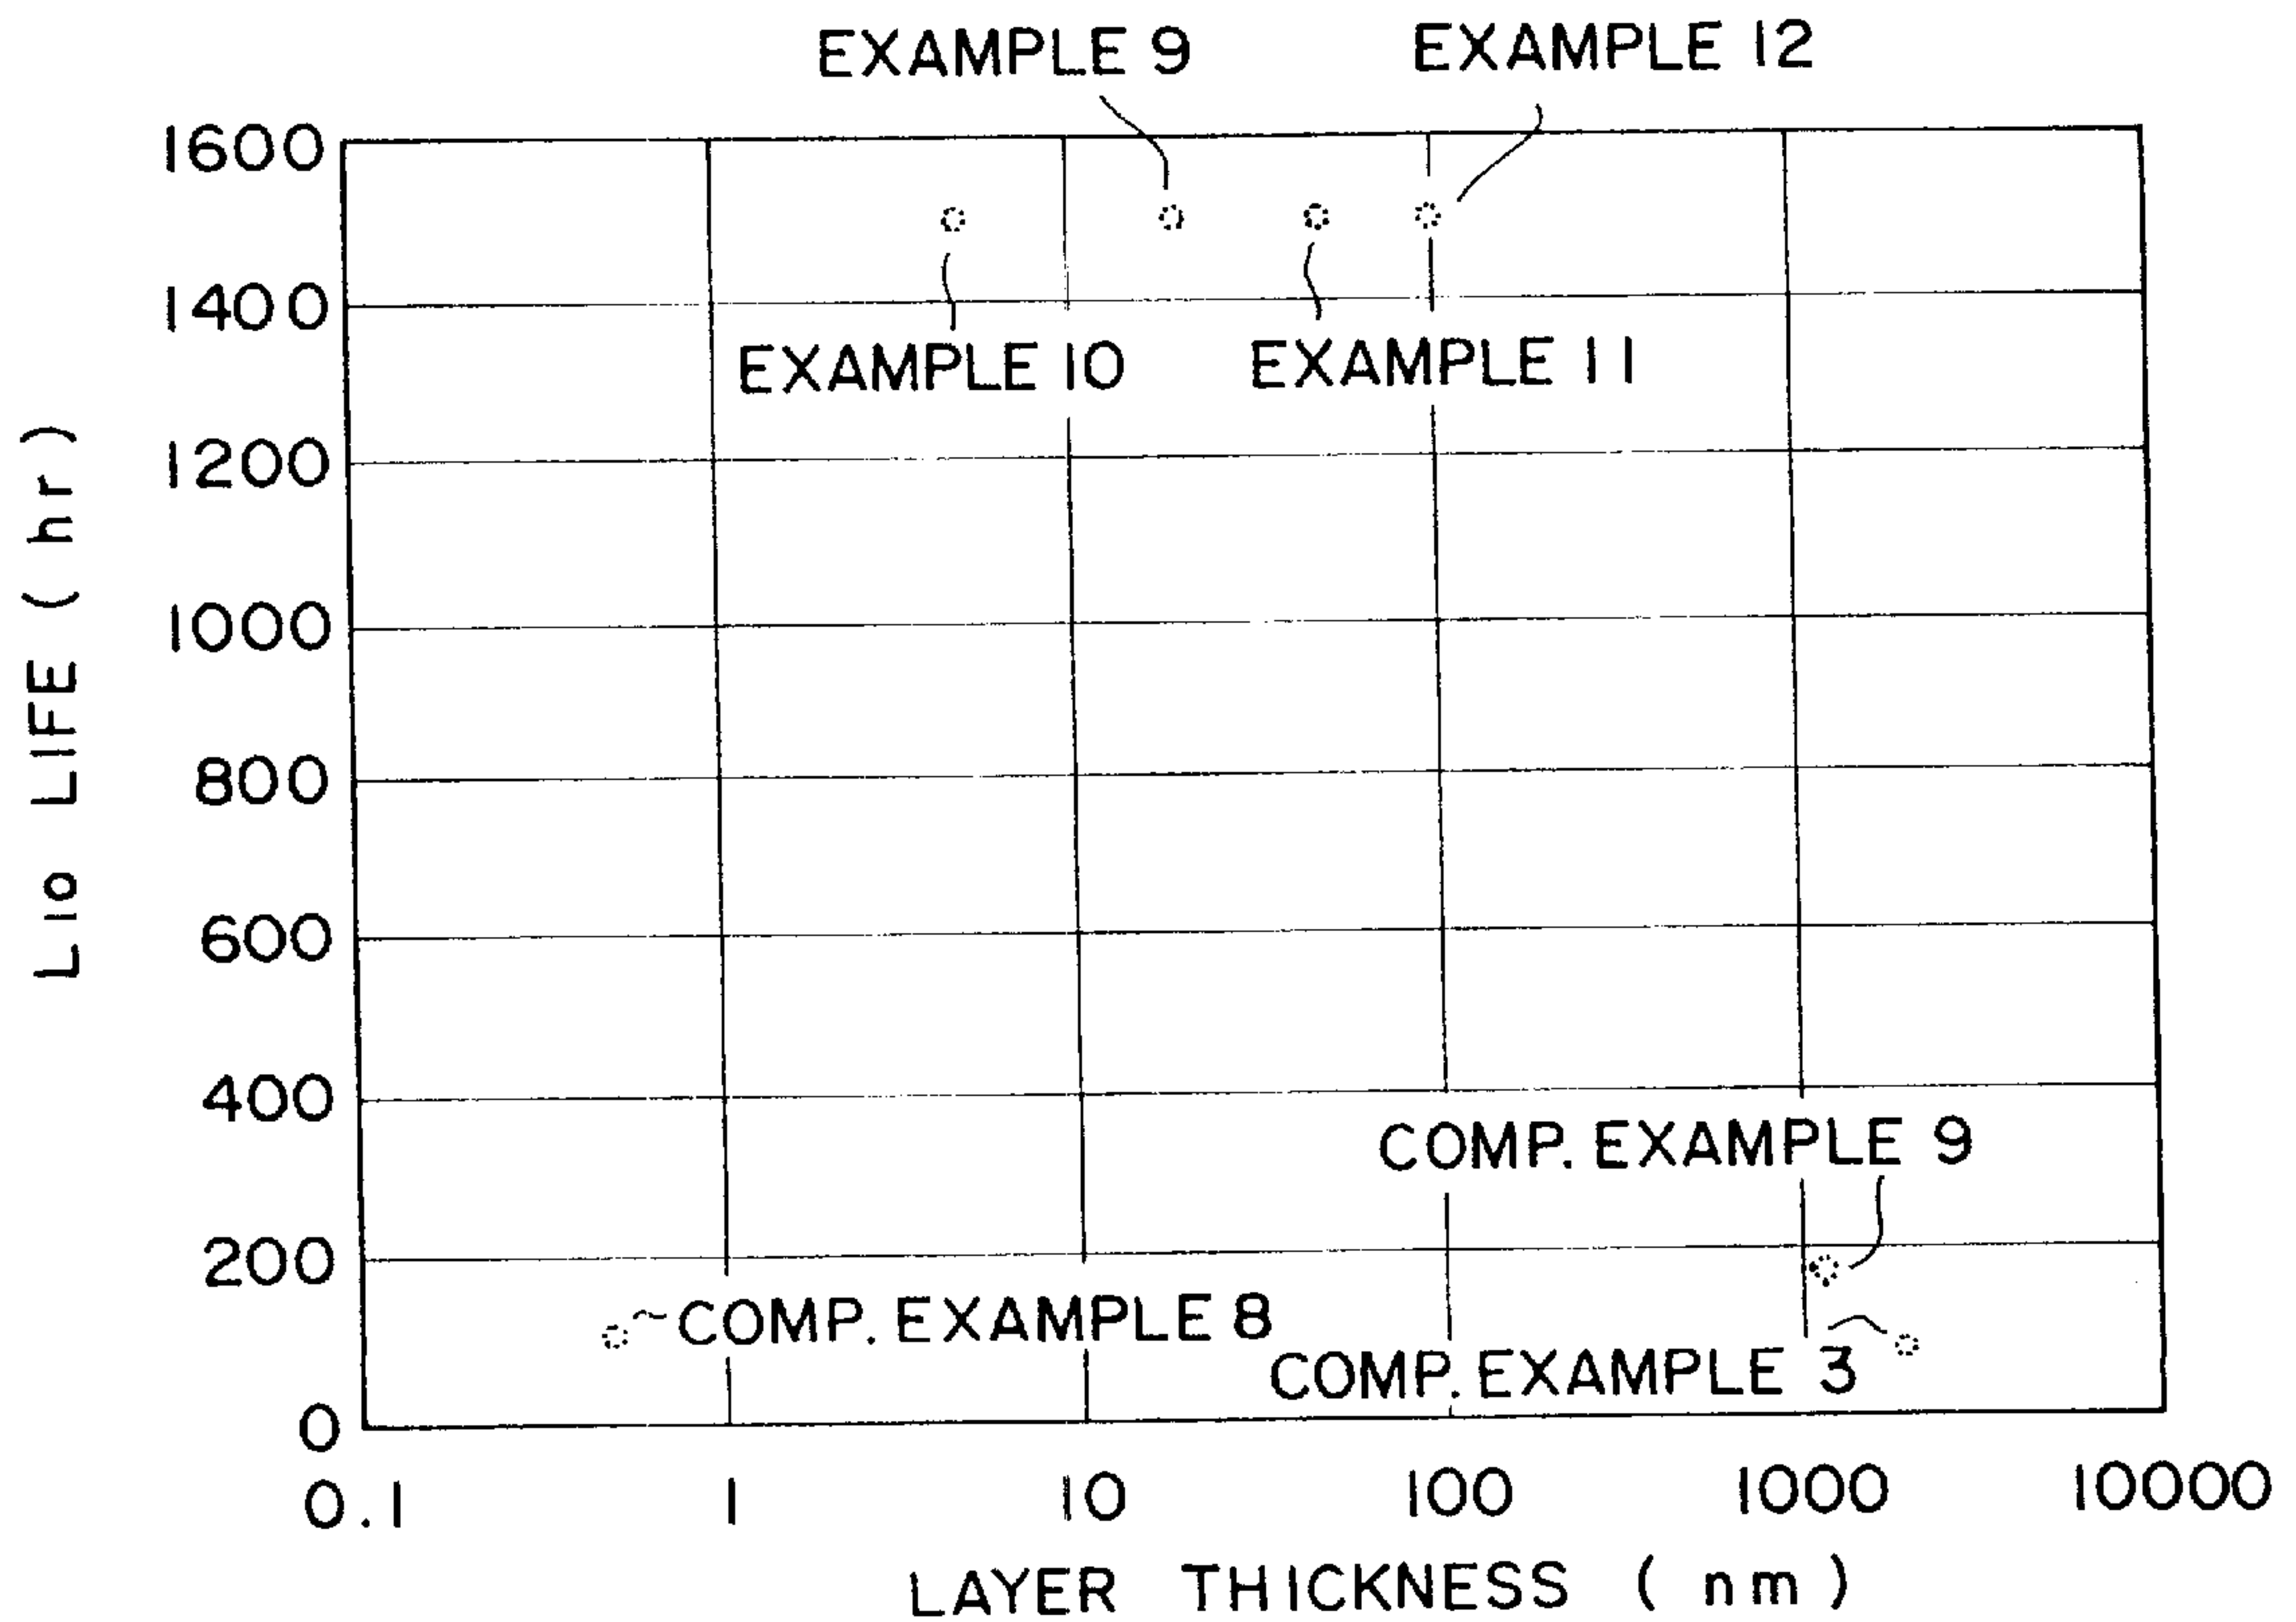 EXAMPLE 9
EXAMPLE 12
1600
1400
EXAMPLE 10
EXAMPLE 11
1200
1000
800
600
400
COMP. EXAMPLE 9
200
COMP. EXAMPLE 8
COMP. EXAMPLE 3
0
0.1
1
10
100
1000
10000
L10 LIFE (hr)
LAYER THICKNESS (nm)